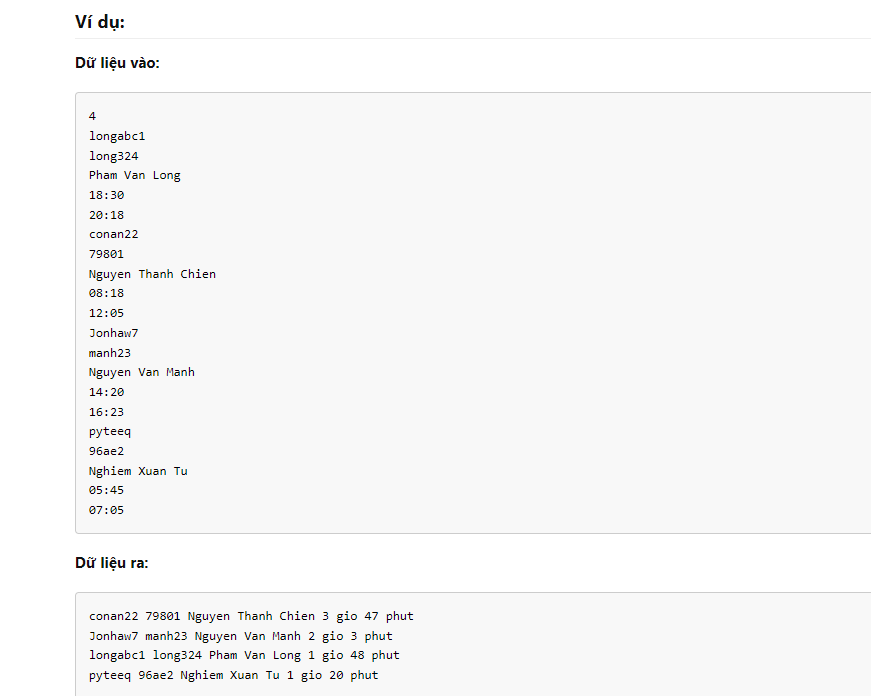 Ví dụ:
Dữ liệu vào:
4
longabc1
long324
Pham Van Long
18:30
20:18
conan22
79801
Nguyen Thanh Chien
08:18
12:05
Jonhaw7
manh23
Nguyen Van Manh
14:20
16:23
pyteeq
96ae2
Nghiem Xuan Tu
05:45
07:05
Dữ liệu ra:
conan22 79801 Nguyen Thanh Chien 3 gio 47 phut
Jonhaw7 manh23 Nguyen Van Manh 2 gio 3 phut
longabc1 long324 Pham Van Long 1 gio 48 phut
pyteeq 96ae2 Nghiem Xuan Tu 1 gio 20 phut